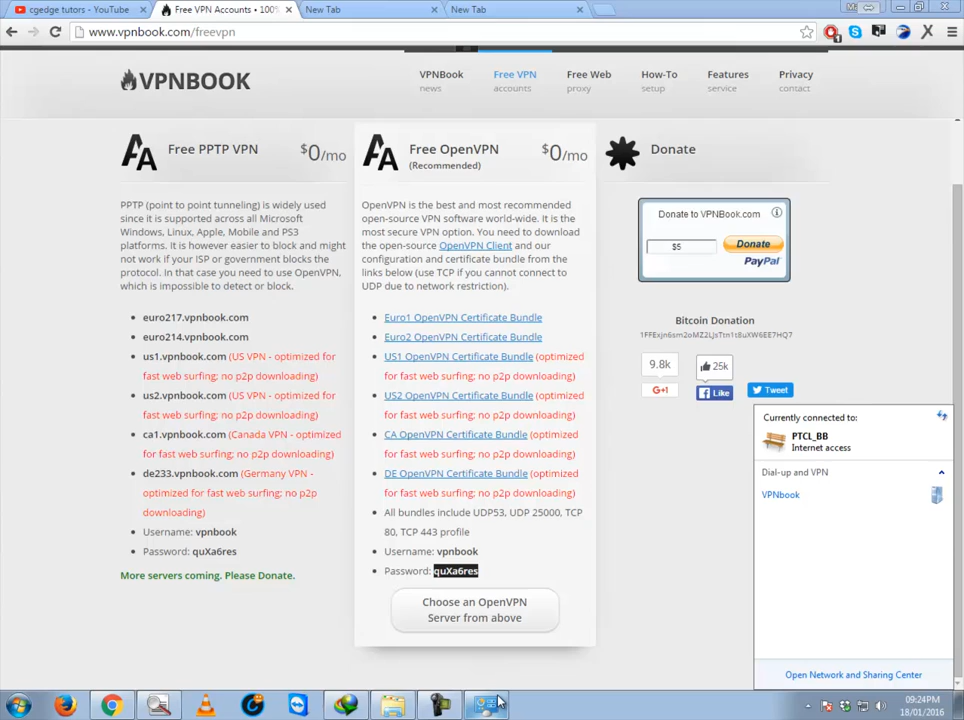 cgedge tutors - YouTube
Free VPN Accounts • 100%
New Tab
New Tab
www.vpnbook.com/freevpn
VPNBOOK
VPNBook
news
Free VPN
accounts
Free Web
proxy
How-To
setup
Features
service
Privacy
contact
Free PPTP VPN
$0/mo
PPTP (point to point tunneling) is widely used
since it is supported across all Microsoft
Windows, Linux, Apple, Mobile and PS3
platforms. It is however easier to block and might
not work if your ISP or government blocks the
protocol. In that case you need to use OpenVPN,
which is impossible to detect or block.
euro217.vpnbook.com
euro214.vpnbook.com
us1.vpnbook.com (US VPN - optimized
for fast web surfing; no p2p downloading)
us2.vpnbook.com (US VPN - optimized
for fast web surfing; no p2p downloading)
ca1.vpnbook.com (Canada VPN - optimized
for fast web surfing; no p2p downloading)
de233.vpnbook.com (Germany VPN -
optimized for fast web surfing; no p2p
downloading)
Username: vpnbook
Password: quXa6res
More servers coming. Please Donate.
Free OpenVPN
(Recommended)
$0/mo
OpenVPN is the best and most recommended
open-source VPN software world-wide. It is the
most secure VPN option. You need to download
the open-source OpenVPN Client and our
configuration and certificate bundle from the
links below (use TCP if you cannot connect to
UDP due to network restriction).
Euro1 OpenVPN Certificate Bundle
Euro2 OpenVPN Certificate Bundle
US1 OpenVPN Certificate Bundle (optimized
for fast web surfing; no p2p downloading)
US2 OpenVPN Certificate Bundle (optimized
for fast web surfing; no p2p downloading)
CA OpenVPN Certificate Bundle (optimized
for fast web surfing; no p2p downloading)
DE OpenVPN Certificate Bundle (optimized
for fast web surfing; no p2p downloading)
All bundles include UDP53, UDP 25000, TCP
80, TCP 443 profile
Username: vpnbook
Password: quXa6res
Choose an OpenVPN
Server from above
Donate
Donate to VPNBook.com
$5
Donate
PayPal
Bitcoin Donation
9.8k
25k
G+1
Like
Tweet
Currently connected to:
PTCL_BB
Internet access
Dial-up and VPN
VPNbook
Open Network and Sharing Center
09:24PM
18/01/2016